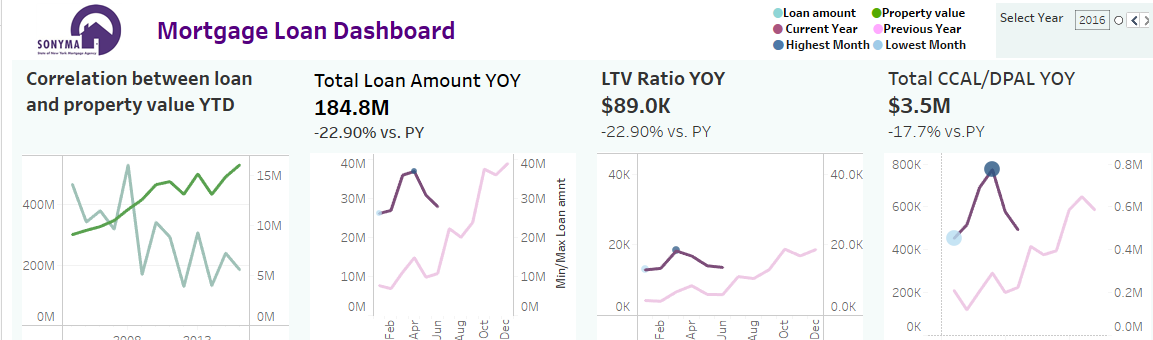 SONYMA
State of New York Mortgage Agency
Mortgage Loan Dashboard
Loan amount
Property value
Current Year
Previous Year
Highest Month
Lowest Month
Select Year
2016
Correlation between loan
and property value YTD
400M
200M
0M
15M
10M
5M
0M
2008
2013
Total Loan Amount YOY
184.8M
-22.90% vs. PY
40M
30M
20M
10M
0M
40M
30M
20M
10M
0M
Min/Max Loan amnt
Feb
Apr
Jun
Aug
Oct
Dec
LTV Ratio YOY
$89.0K
-22.90% vs. PY
40K
20K
0K
40.0K
20.0K
0.0K
Feb
Apr
Jun
Aug
Oct
Dec
Total CCAL/DPAL YOY
$3.5M
-17.7% vs.PY
800K
600K
400K
200K
0K
0.8M
0.6M
0.4M
0.2M
0.0M